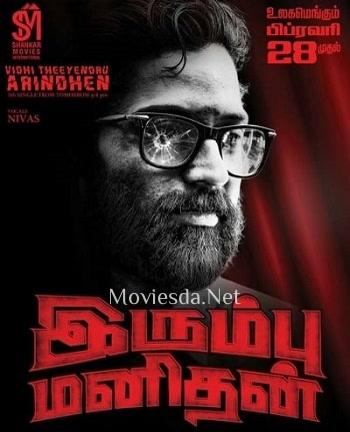 SM
SHANKAR
MOVIES
INTERNATIONAL
உலகமெங்கும்
பிப்ரவரி
28 முதல்
VIDHI THEEYENDRU
ARINDHEN
VOCALS
NIVAS
Moviesda.Net
இரும்பு
மனிதன்